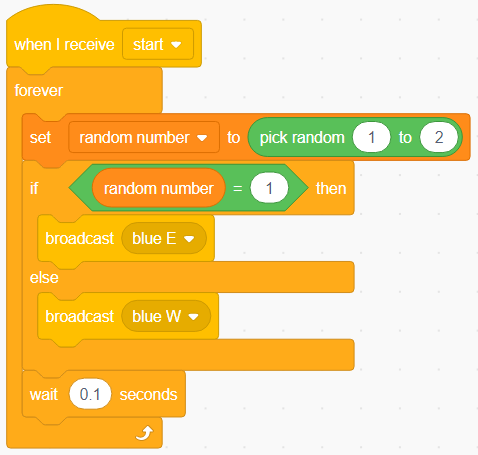 when I receive start
forever
set random number to pick random 1 to 2
if random number = 1 then
broadcast blue E
else
broadcast blue W
wait 0.1 seconds